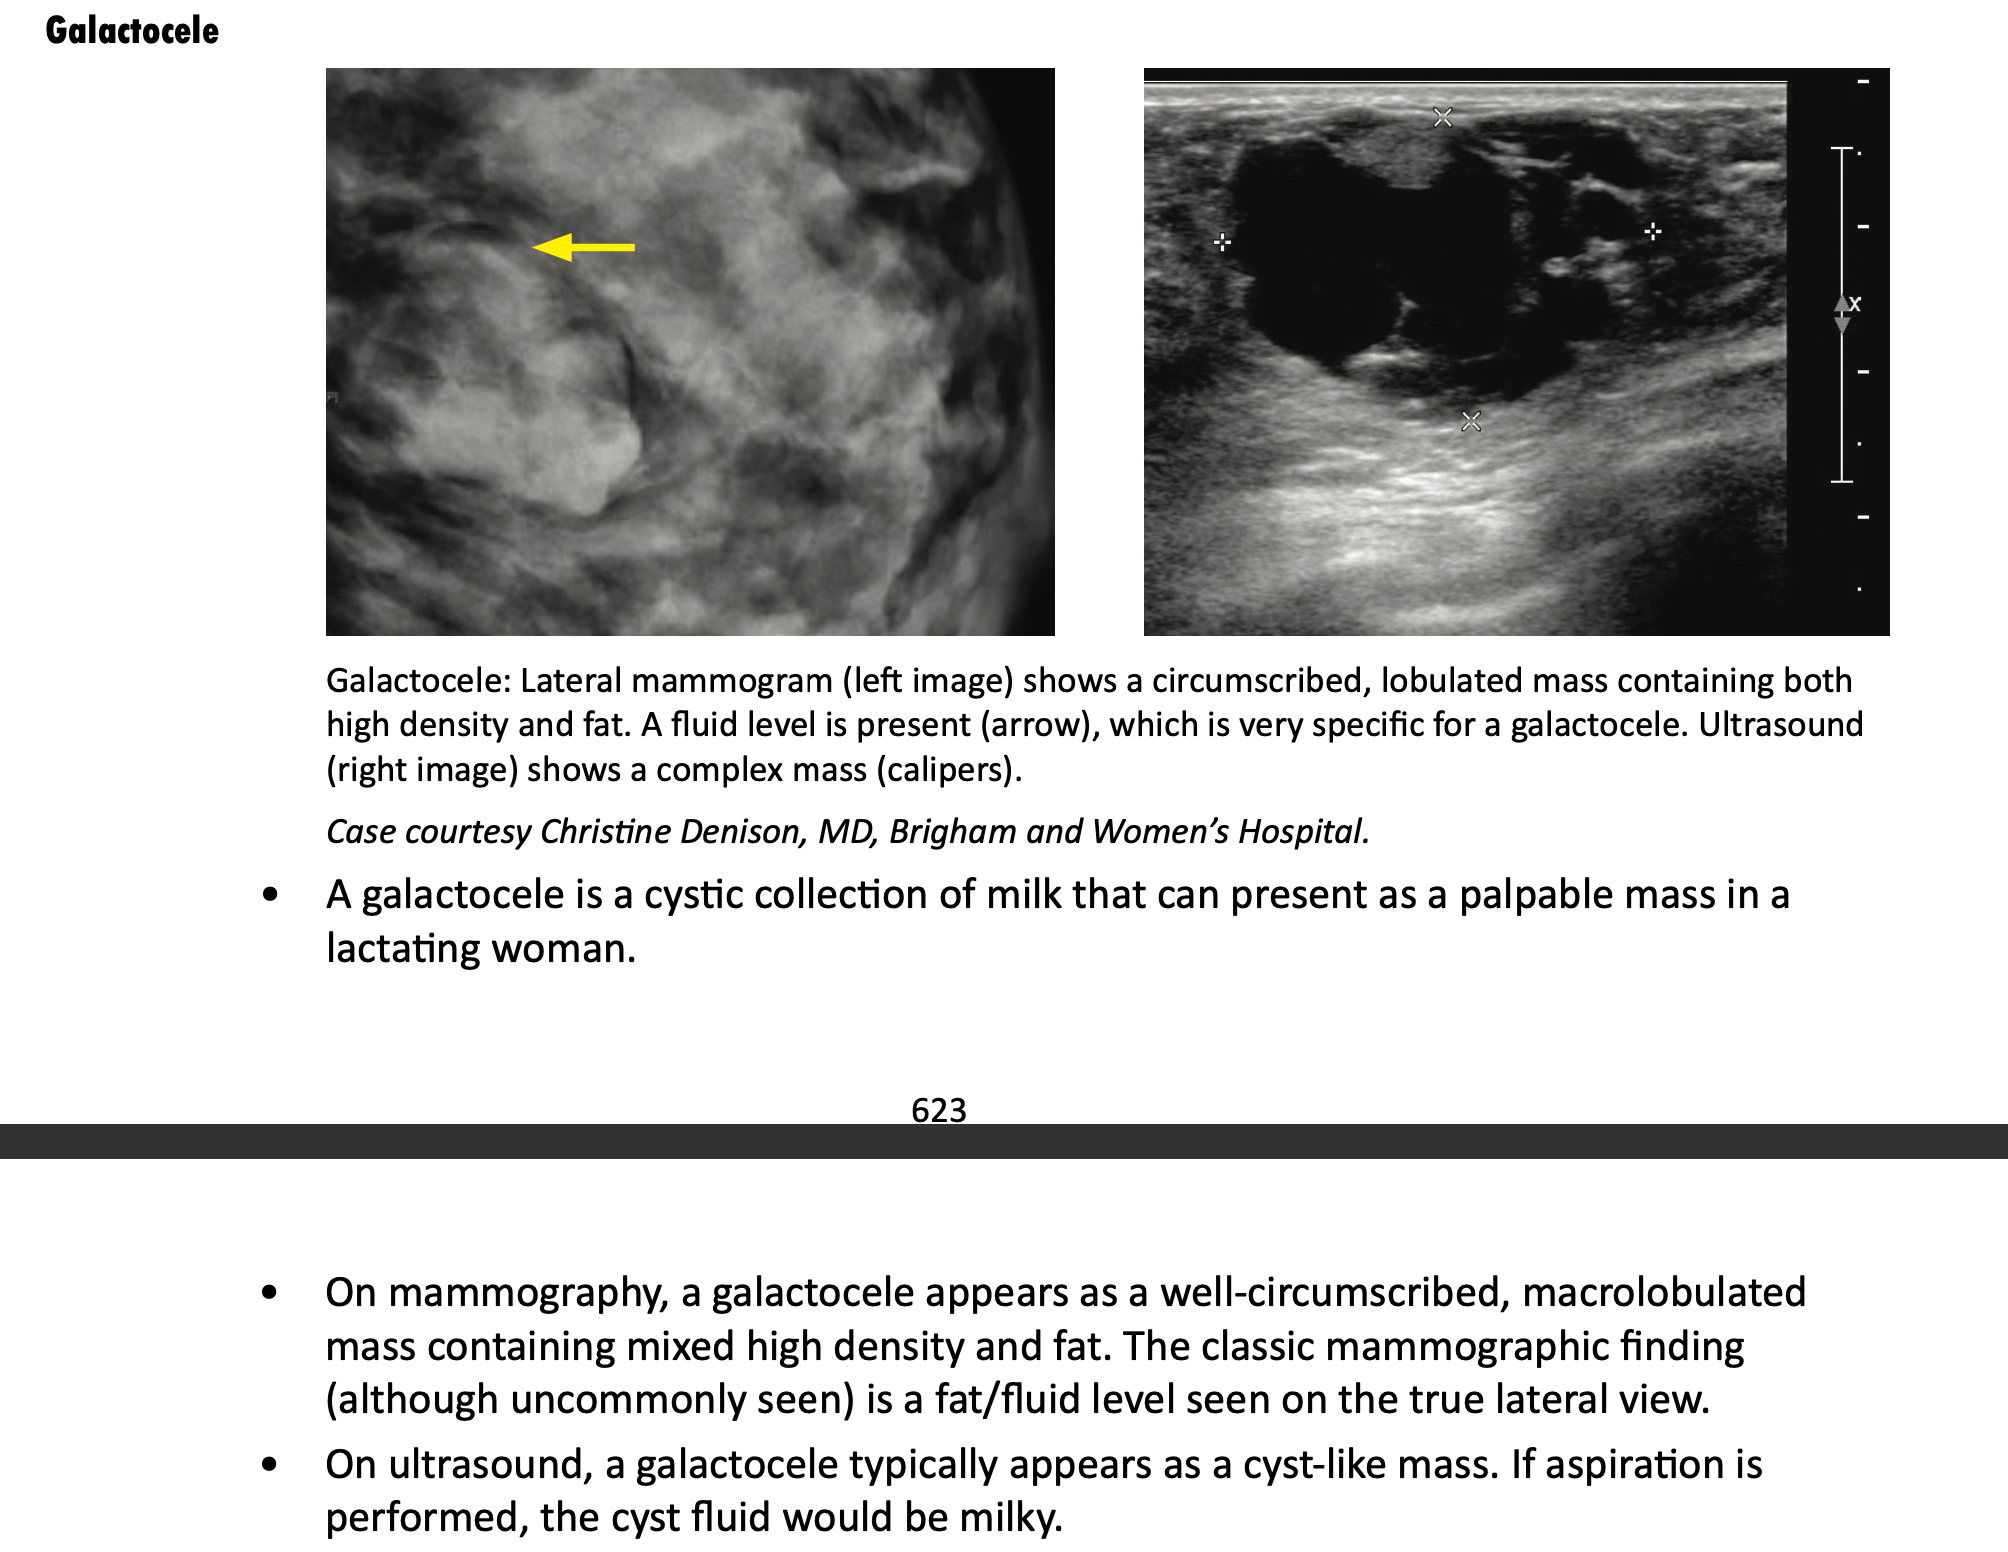 Galactocele
Galactocele: Lateral mammogram (left image) shows a circumscribed, lobulated mass containing both
high density and fat. A fluid level is present (arrow), which is very specific for a galactocele. Ultrasound
(right image) shows a complex mass (calipers).
Case courtesy Christine Denison, MD, Brigham and Women’s Hospital.
• A galactocele is a cystic collection of milk that can present as a palpable mass in a
lactating woman.
623
• On mammography, a galactocele appears as a well-circumscribed, macrolobulated
mass containing mixed high density and fat. The classic mammographic finding
(although uncommonly seen) is a fat/fluid level seen on the true lateral view.
• On ultrasound, a galactocele typically appears as a cyst-like mass. If aspiration is
performed, the cyst fluid would be milky.